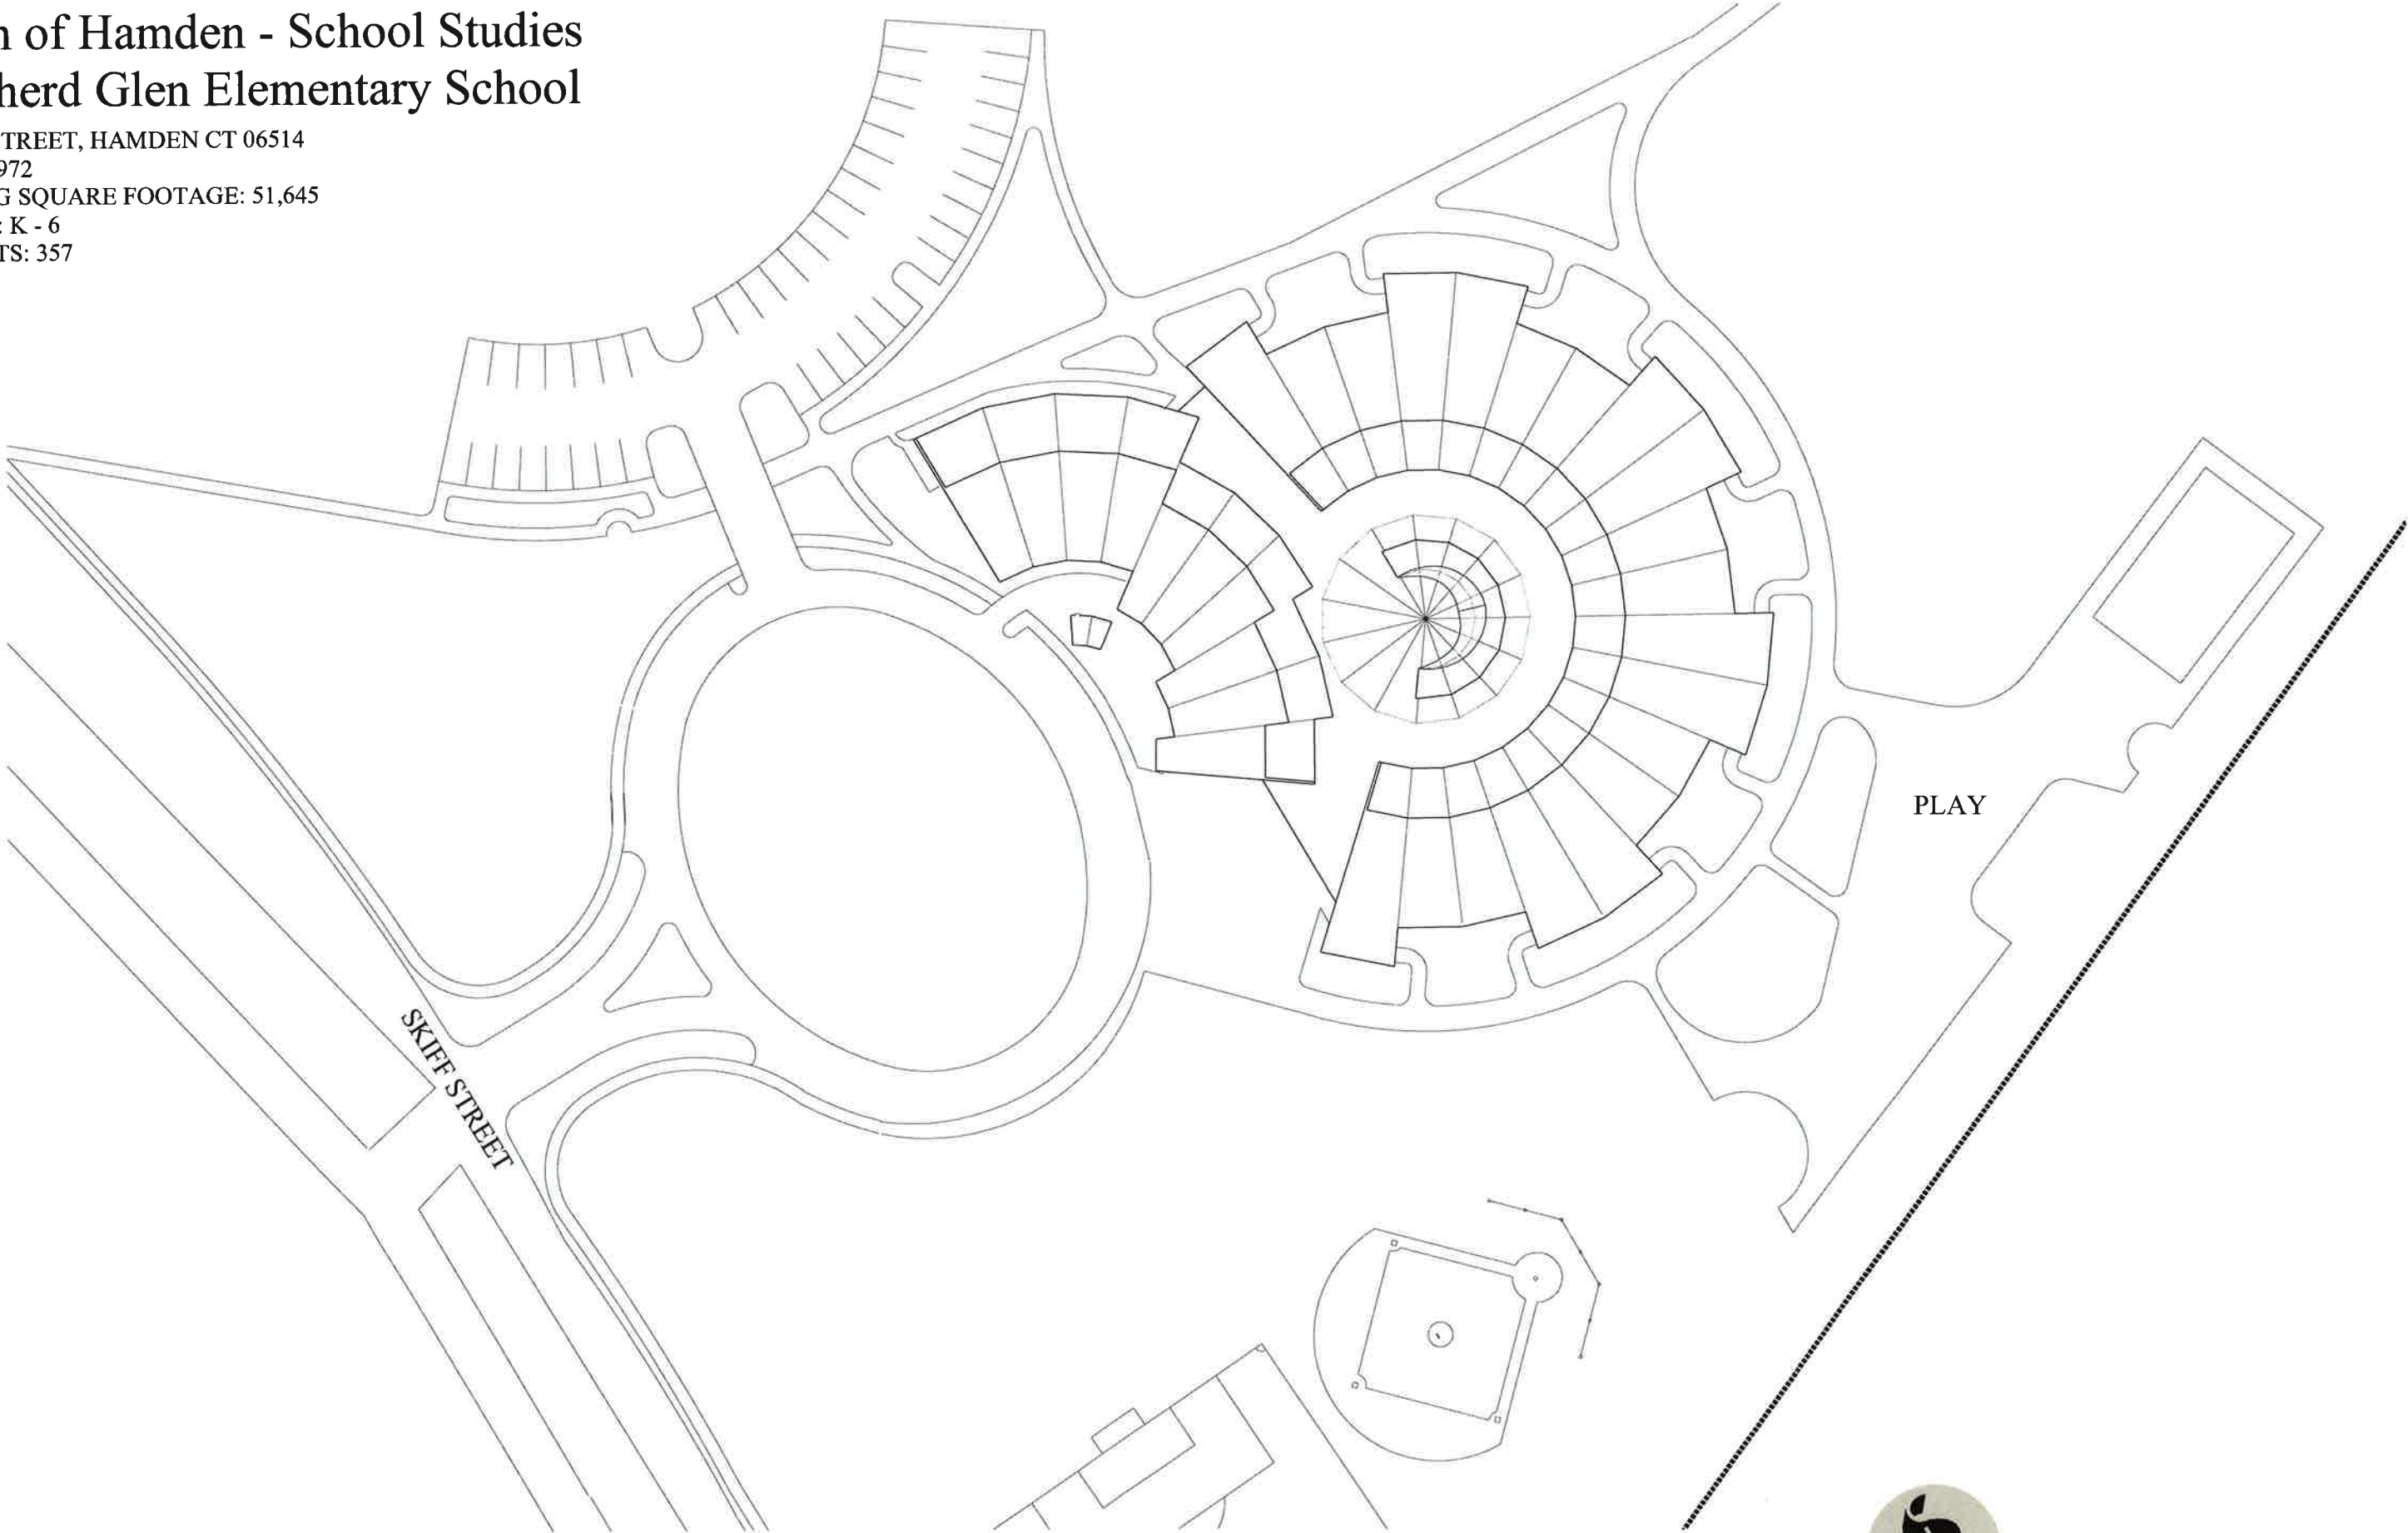 n of Hamden - School Studies
herd Glen Elementary School
TREET, HAMDEN CT 06514
972
G SQUARE FOOTAGE: 51,645
: K - 6
TS: 357
PLAY
SKIFF STREET